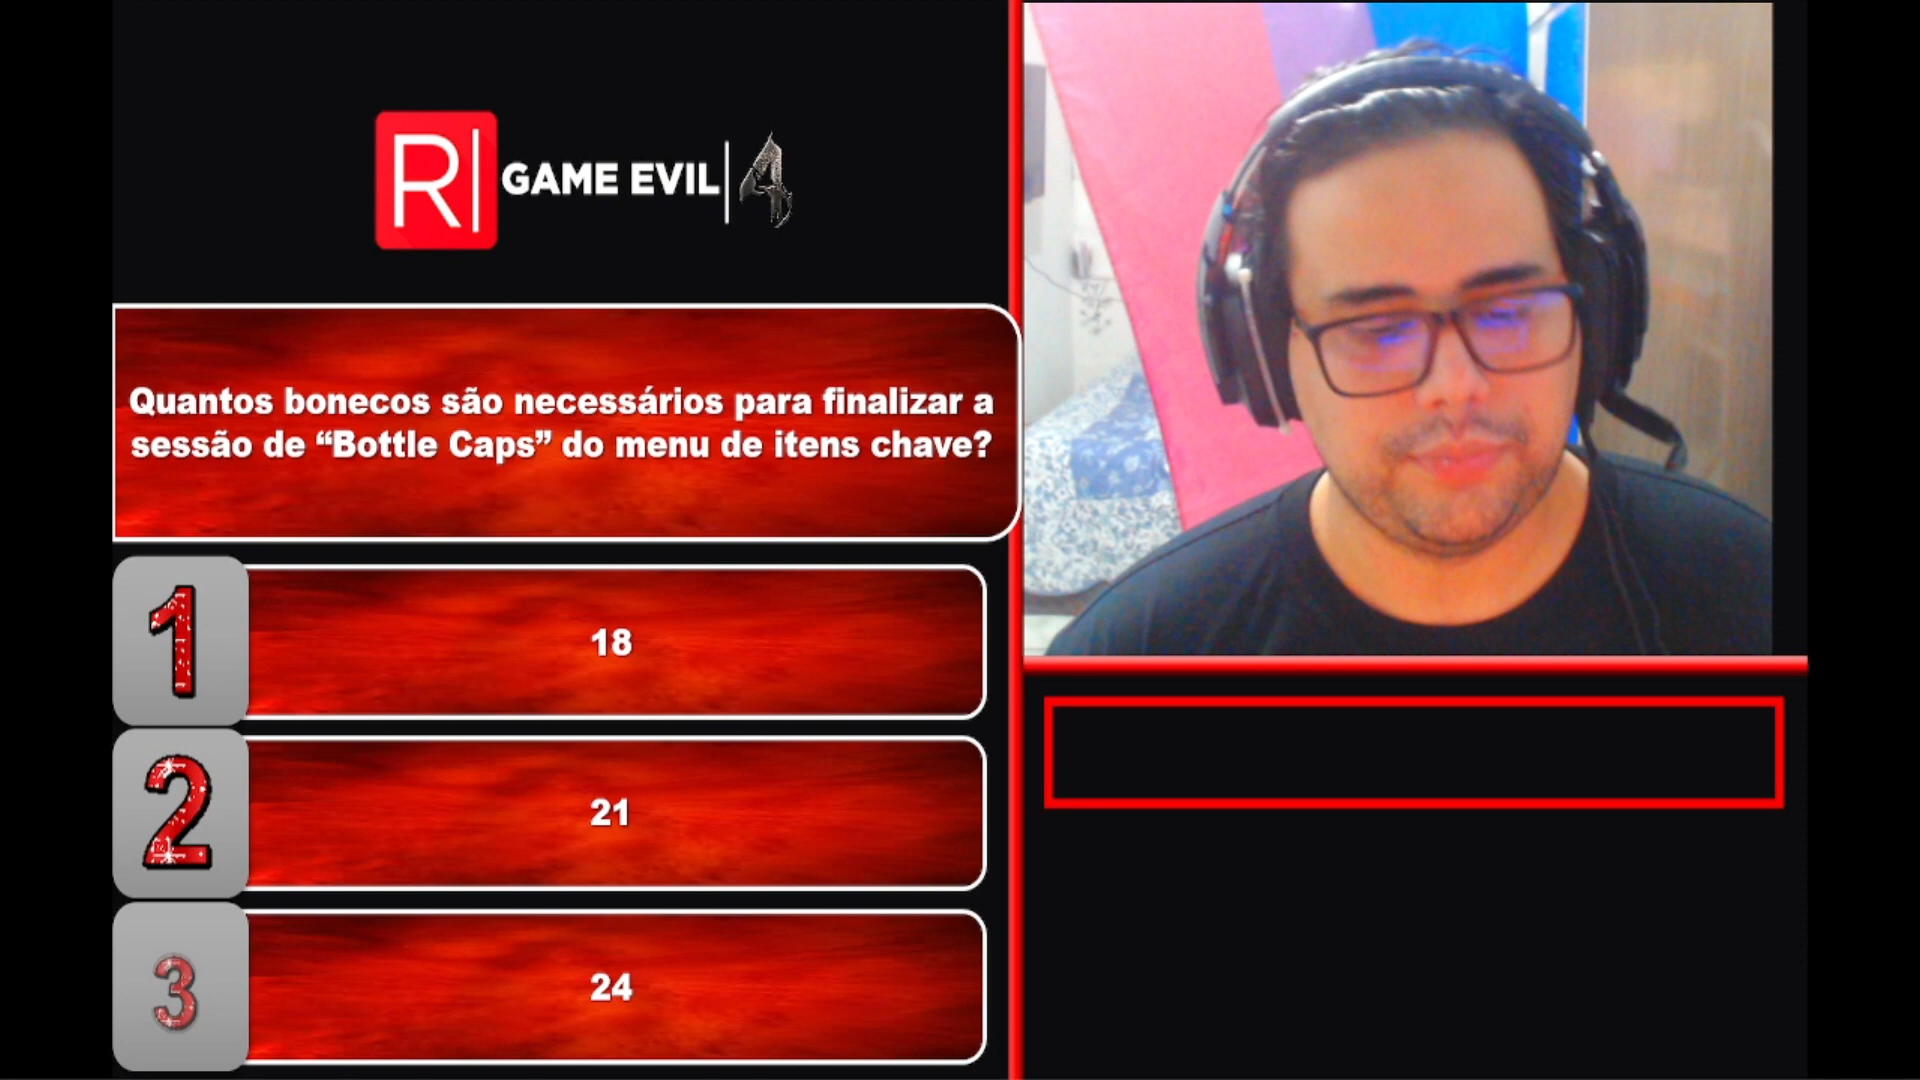 R| GAME EVIL| 4
Quantos bonecos são necessários para finalizar a
sessão de “Bottle Caps” do menu de itens chave?
1
18
2
21
3
24